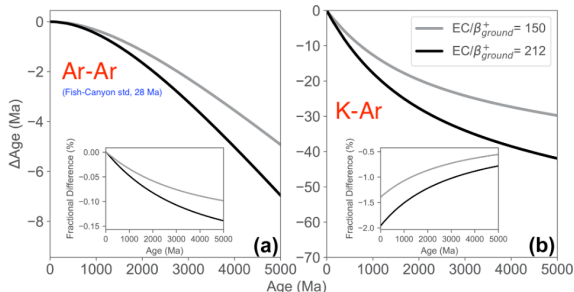 0
−2
−4
−6
−8
ΔAge (Ma)
Ar-Ar
(Fish-Canyon std, 28 Ma)
0.00
−0.05
−0.10
−0.15
Fractional Difference (%)
0 1000 2000 3000 4000 5000
Age (Ma)
(a)
0 1000 2000 3000 4000 5000
0
−10
−20
−30
−40
−50
−60
−70
EC/β⁺ground= 150
EC/β⁺ground= 212
K-Ar
−0.5
−1.0
−1.5
−2.0
Fractional Difference (%)
0 1000 2000 3000 4000 5000
Age (Ma)
(b)
0 1000 2000 3000 4000 5000
Age (Ma)